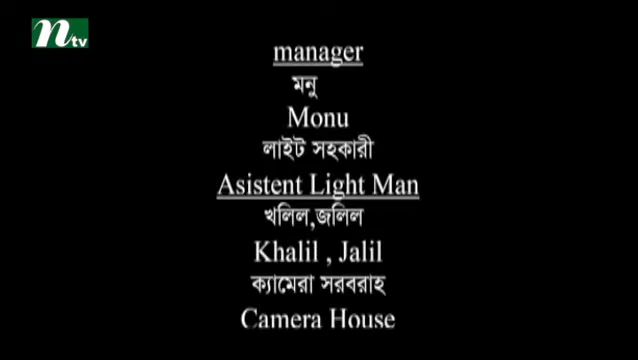 ntv
manager
মনু
Monu
লাইট সহকারী
Asistent Light Man
খলিল,জলিল
Khalil , Jalil
ক্যামেরা সরবরাহ
Camera House